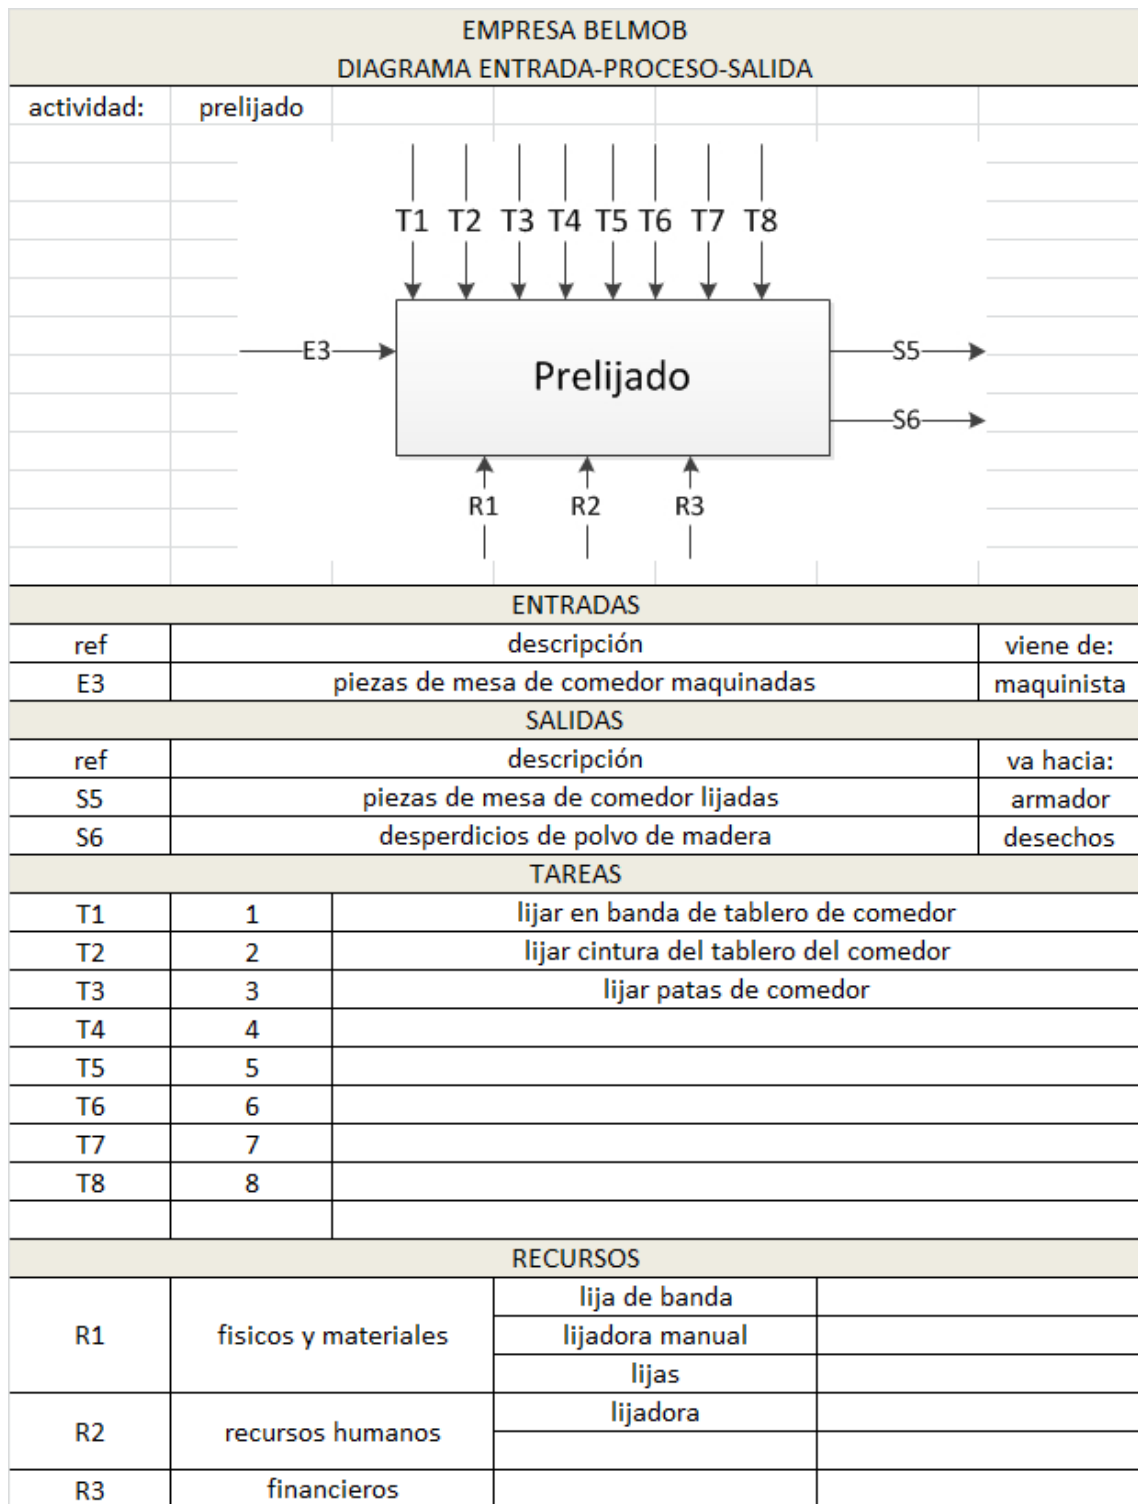 EMPRESA BELMOB
DIAGRAMA ENTRADA-PROCESO-SALIDA
actividad: prelijado
T1 T2 T3 T4 T5 T6 T7 T8
E3
Prelijado
S5
S6
R1 R2 R3
ENTRADAS
ref descripción viene de:
E3 piezas de mesa de comedor maquinadas maquinista
SALIDAS
ref descripción va hacia:
S5 piezas de mesa de comedor lijadas armador
S6 desperdicios de polvo de madera desechos
TAREAS
T1 1 lijar en banda de tablero de comedor
T2 2 lijar cintura del tablero del comedor
T3 3 lijar patas de comedor
T4 4
T5 5
T6 6
T7 7
T8 8
RECURSOS
R1 fisicos y materiales lija de banda
lijadora manual
lijas
R2 recursos humanos lijadora
R3 financieros